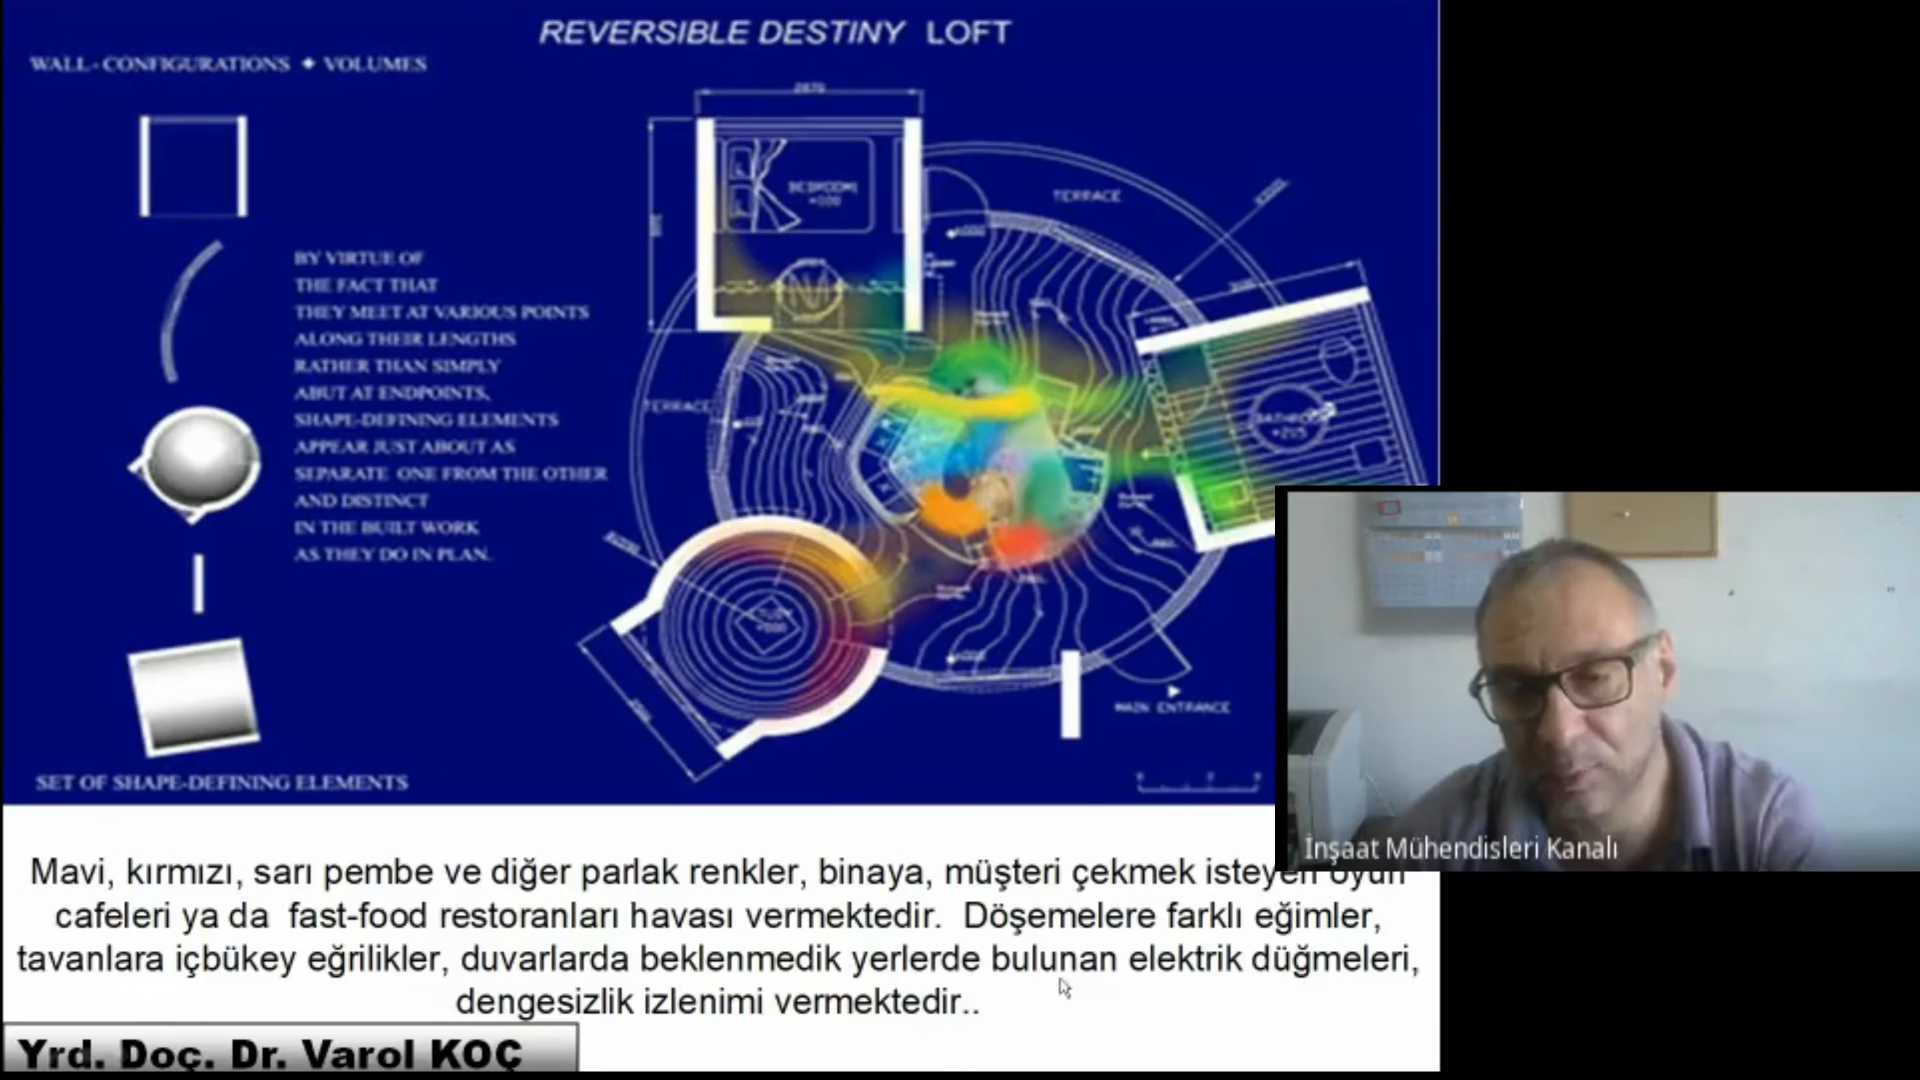 REVERSIBLE DESTINY LOFT
WALL-CONFIGURATIONS ✦ VOLUMES
2870
BEDROOM
TERRACE
BY VIRTUE OF
THE FACT THAT
THEY MEET AT VARIOUS POINTS
ALONG THEIR LENGTHS
RATHER THAN SIMPLY
ABUT AT ENDPOINTS,
SHAPE-DEFINING ELEMENTS
APPEAR JUST ABOUT AS
SEPARATE ONE FROM THE OTHER
AND DISTINCT
IN THE BUILT WORK
AS THEY DO IN PLAN.
TERRACE
+205
MAIN ENTRANCE
SET OF SHAPE-DEFINING ELEMENTS
İnşaat Mühendisleri Kanalı
Mavi, kırmızı, sarı pembe ve diğer parlak renkler, binaya, müşteri çekmek isteyen oyun
cafeleri ya da fast-food restoranları havası vermektedir. Döşemelere farklı eğimler,
tavanlara içbükey eğrilikler, duvarlarda beklenmedik yerlerde bulunan elektrik düğmeleri,
dengesizlik izlenimi vermektedir..
Yrd. Doç. Dr. Varol KOÇ